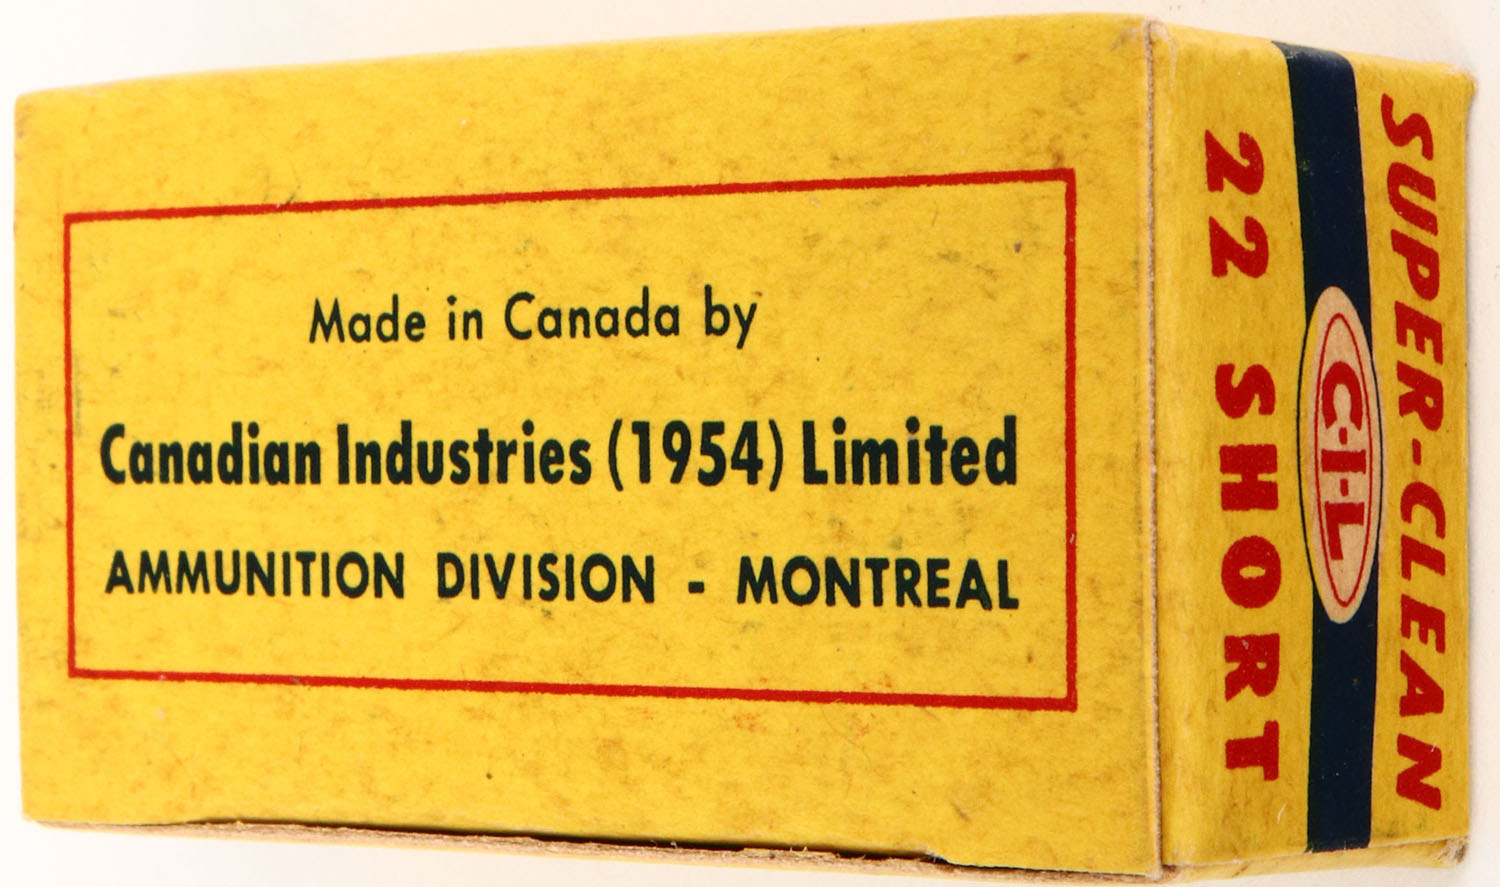 Made in Canada by
Canadian Industries (1954) Limited
AMMUNITION DIVISION - MONTREAL
SUPER-CLEAN
C-I-L
22 SHORT